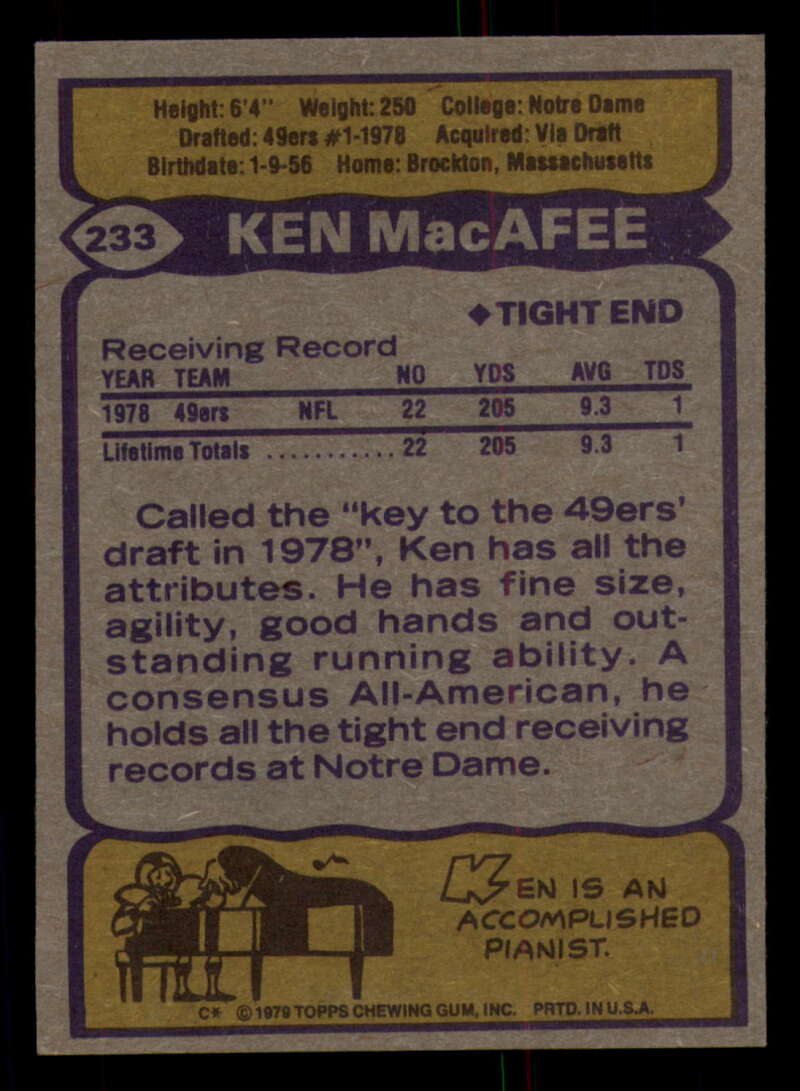 Height: 6'4" Weight: 250 College: Notre Dame
Drafted: 49ers #1-1978 Acquired: Via Draft
Birthdate: 1-9-56 Home: Brockton, Massachusetts
233 KEN MacAFEE
◆TIGHT END
Receiving Record
YEAR TEAM NO YDS AVG TDS
1978 49ers NFL 22 205 9.3 1
Lifetime Totals ........... 22 205 9.3 1
Called the "key to the 49ers'
draft in 1978", Ken has all the
attributes. He has fine size,
agility, good hands and out-
standing running ability. A
consensus All-American, he
holds all the tight end receiving
records at Notre Dame.
KEN IS AN
ACCOMPLISHED
PIANIST.
C* ©1979 TOPPS CHEWING GUM, INC. PRTD. IN U.S.A.